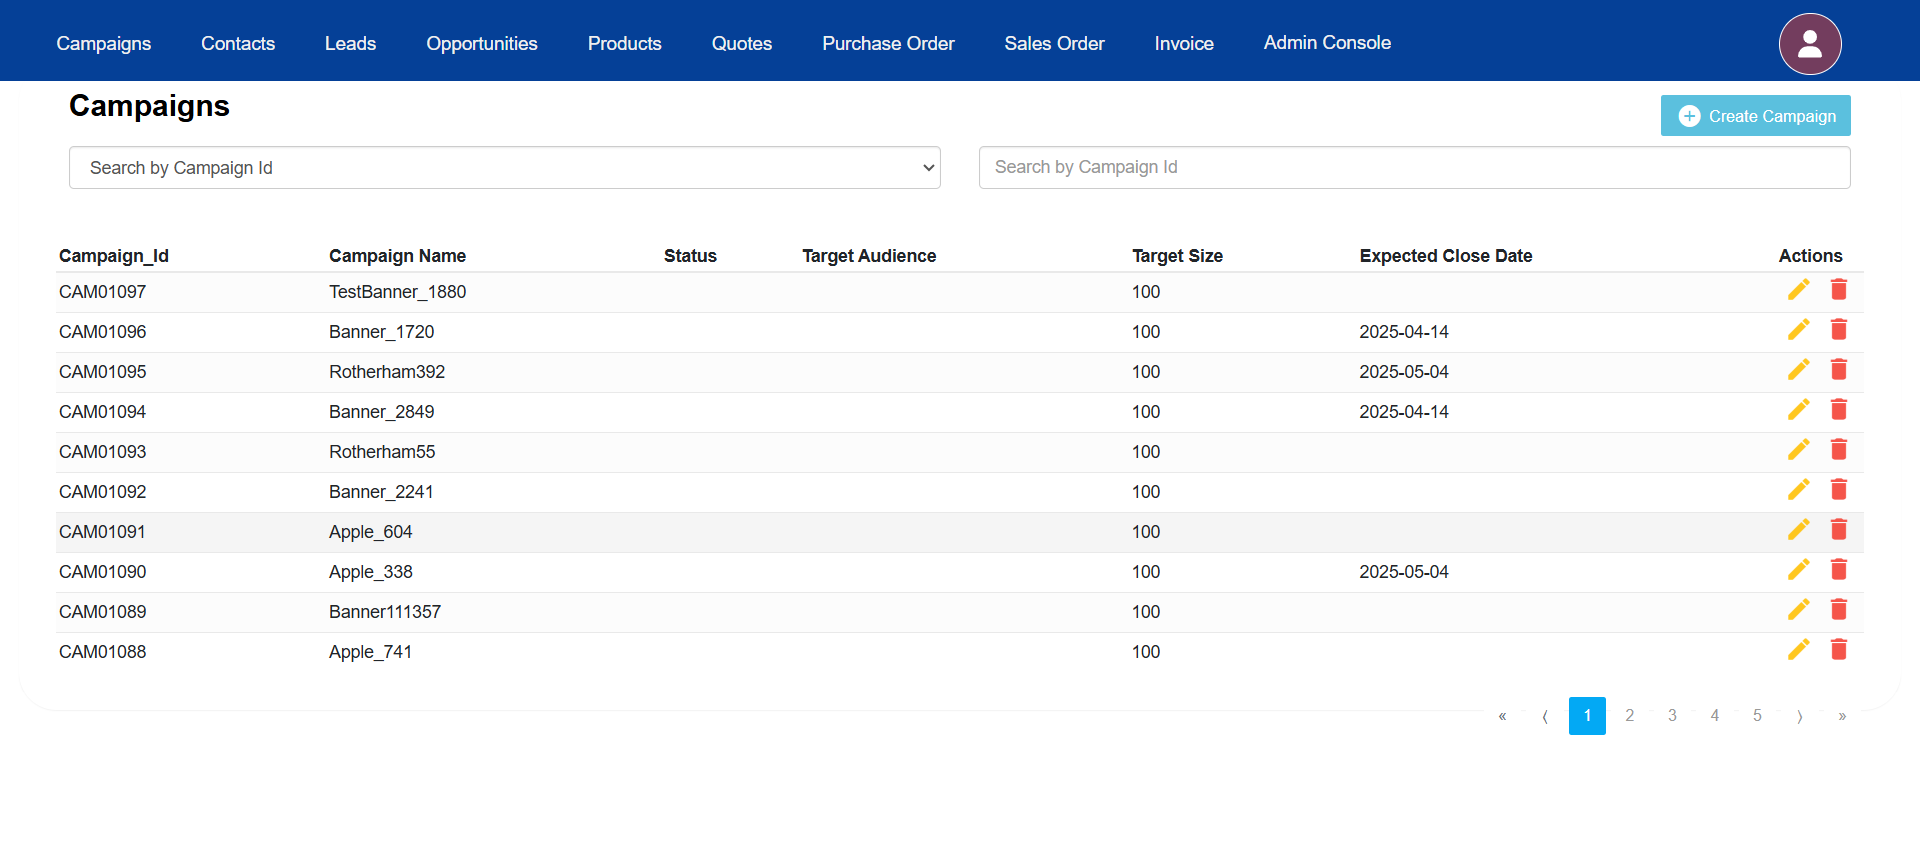 Campaigns Contacts Leads Opportunities Products Quotes Purchase Order Sales Order Invoice Admin Console
Campaigns
Create Campaign
Search by Campaign Id Search by Campaign Id
Campaign_Id Campaign Name Status Target Audience Target Size Expected Close Date Actions
CAM01097 TestBanner_1880 100
CAM01096 Banner_1720 100 2025-04-14
CAM01095 Rotherham392 100 2025-05-04
CAM01094 Banner_2849 100 2025-04-14
CAM01093 Rotherham55 100
CAM01092 Banner_2241 100
CAM01091 Apple_604 100
CAM01090 Apple_338 100 2025-05-04
CAM01089 Banner111357 100
CAM01088 Apple_741 100
« ⟨ 1 2 3 4 5 ⟩ »